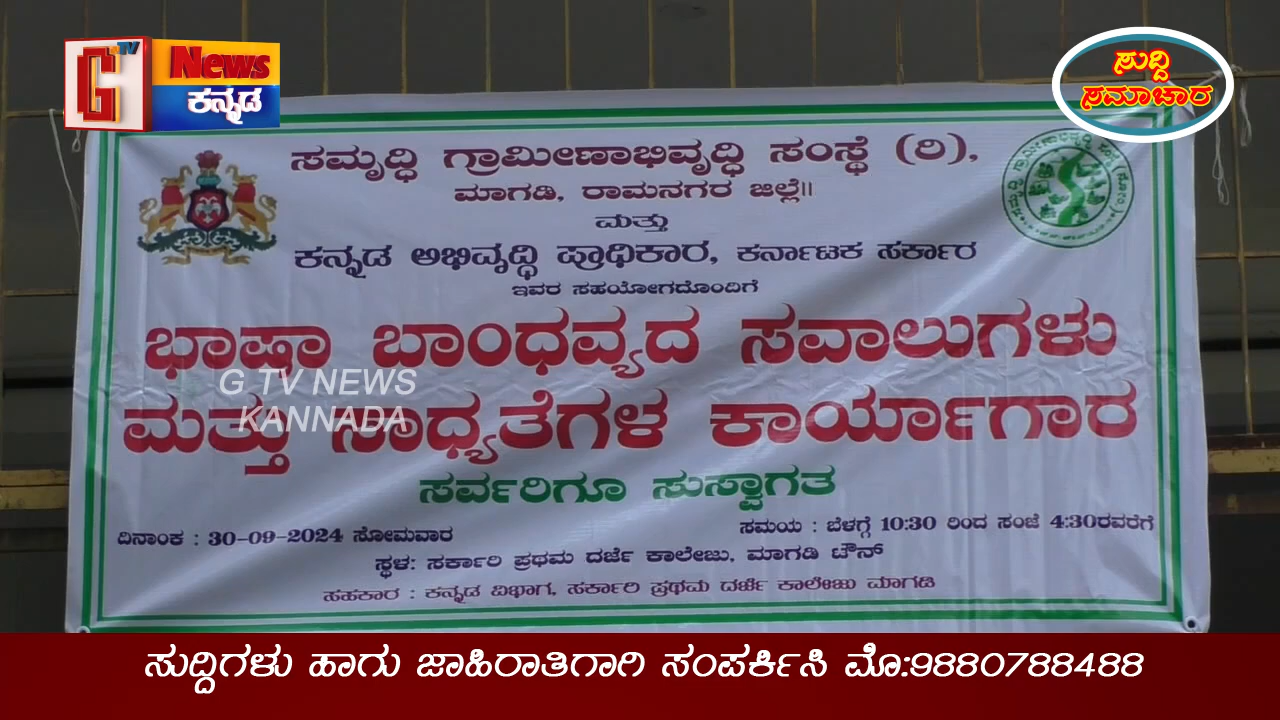 G TV
News
ಕನ್ನಡ
ಸುದ್ದಿ
ಸಮಾಚಾರ
ಸಮೃದ್ಧಿ ಗ್ರಾಮೀಣಾಭಿವೃದ್ಧಿ ಸಂಸ್ಥೆ (ರಿ),
ಮಾಗಡಿ, ರಾಮನಗರ ಜಿಲ್ಲೆ॥
ಮತ್ತು
ಕನ್ನಡ ಅಭಿವೃದ್ಧಿ ಪ್ರಾಧಿಕಾರ, ಕರ್ನಾಟಕ ಸರ್ಕಾರ
ಇವರ ಸಹಯೋಗದೊಂದಿಗೆ
ಭಾಷಾ ಬಾಂಧವ್ಯದ ಸವಾಲುಗಳು
G TV NEWS
KANNADA
ಮತ್ತು ಸಾಧ್ಯತೆಗಳ ಕಾರ್ಯಾಗಾರ
ಸರ್ವರಿಗೂ ಸುಸ್ವಾಗತ
ದಿನಾಂಕ : 30-09-2024 ಸೋಮವಾರ
ಸಮಯ : ಬೆಳಗ್ಗೆ 10:30 ರಿಂದ ಸಂಜೆ 4:30ರವರೆಗೆ
ಸ್ಥಳ: ಸರ್ಕಾರಿ ಪ್ರಥಮ ದರ್ಜೆ ಕಾಲೇಜು, ಮಾಗಡಿ ಟೌನ್
ಸಹಕಾರ : ಕನ್ನಡ ವಿಭಾಗ, ಸರ್ಕಾರಿ ಪ್ರಥಮ ದರ್ಜೆ ಕಾಲೇಜು ಮಾಗಡಿ
ಸುದ್ದಿಗಳು ಹಾಗು ಜಾಹಿರಾತಿಗಾಗಿ ಸಂಪರ್ಕಿಸಿ ಮೊ:9880788488